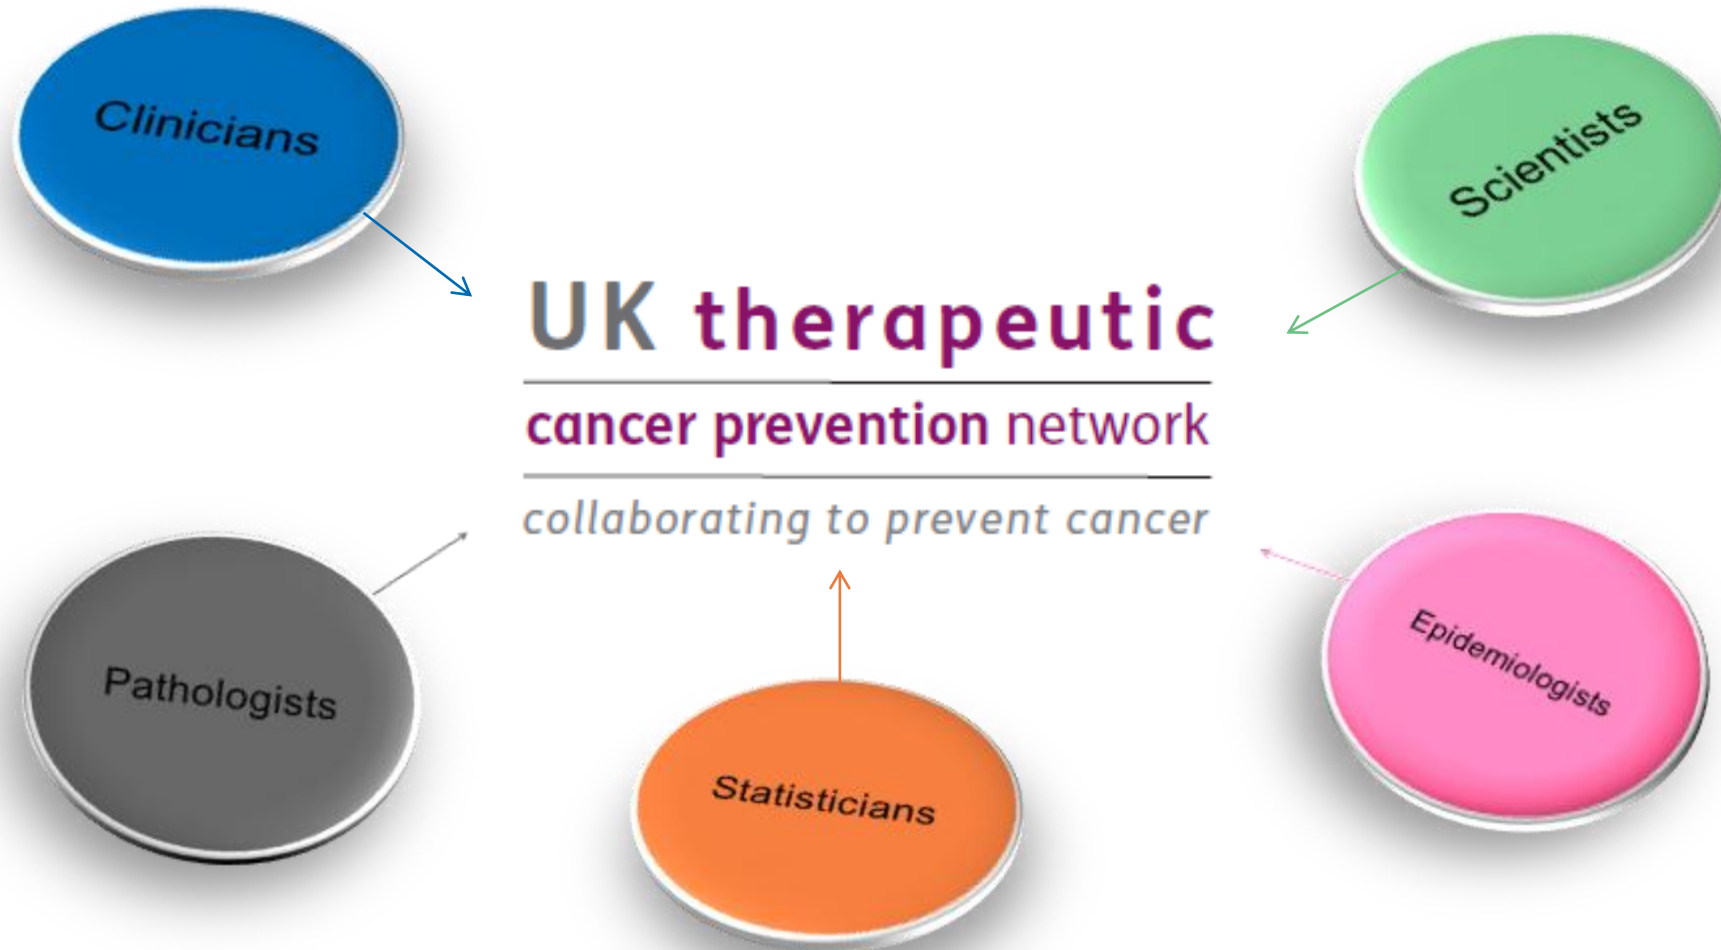 Clinicians
Scientists
UK therapeutic
cancer prevention network
collaborating to prevent cancer
Pathologists
Statisticians
Epidemiologists